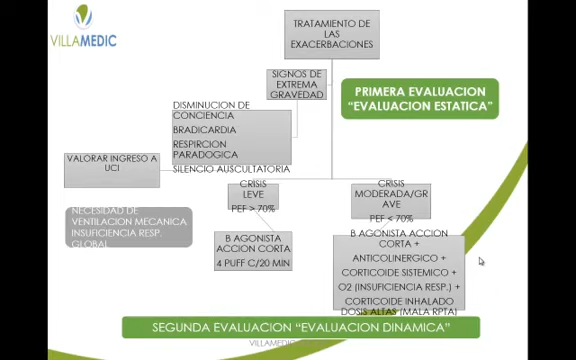 VILLAMEDIC
TRATAMIENTO DE
LAS
EXACERBACIONES
SIGNOS DE
EXTREMA
GRAVEDAD
PRIMERA EVALUACION
“EVALUACION ESTATICA”
DISMINUCION DE
CONCIENCIA
BRADICARDIA
RESPIRCION
PARADOGICA
SILENCIO AUSCULTATORIA
VALORAR INGRESO A
UCI
CRISIS
LEVE
PEF > 70%
CRISIS
MODERADA/GR
AVE
PEF < 70%
NECESIDAD DE
VENTILACION MECANICA
INSUFICIENCIA RESP.
GLOBAL
B AGONISTA
ACCION CORTA
4 PUFF C/20 MIN
B AGONISTA ACCION
CORTA +
ANTICOLINERGICO +
CORTICOIDE SISTEMICO +
O2 (INSUFICIENCIA RESP.) +
CORTICOIDE INHALADO
DOSIS ALTAS (MALA RPTA)
SEGUNDA EVALUACION “EVALUACION DINAMICA”